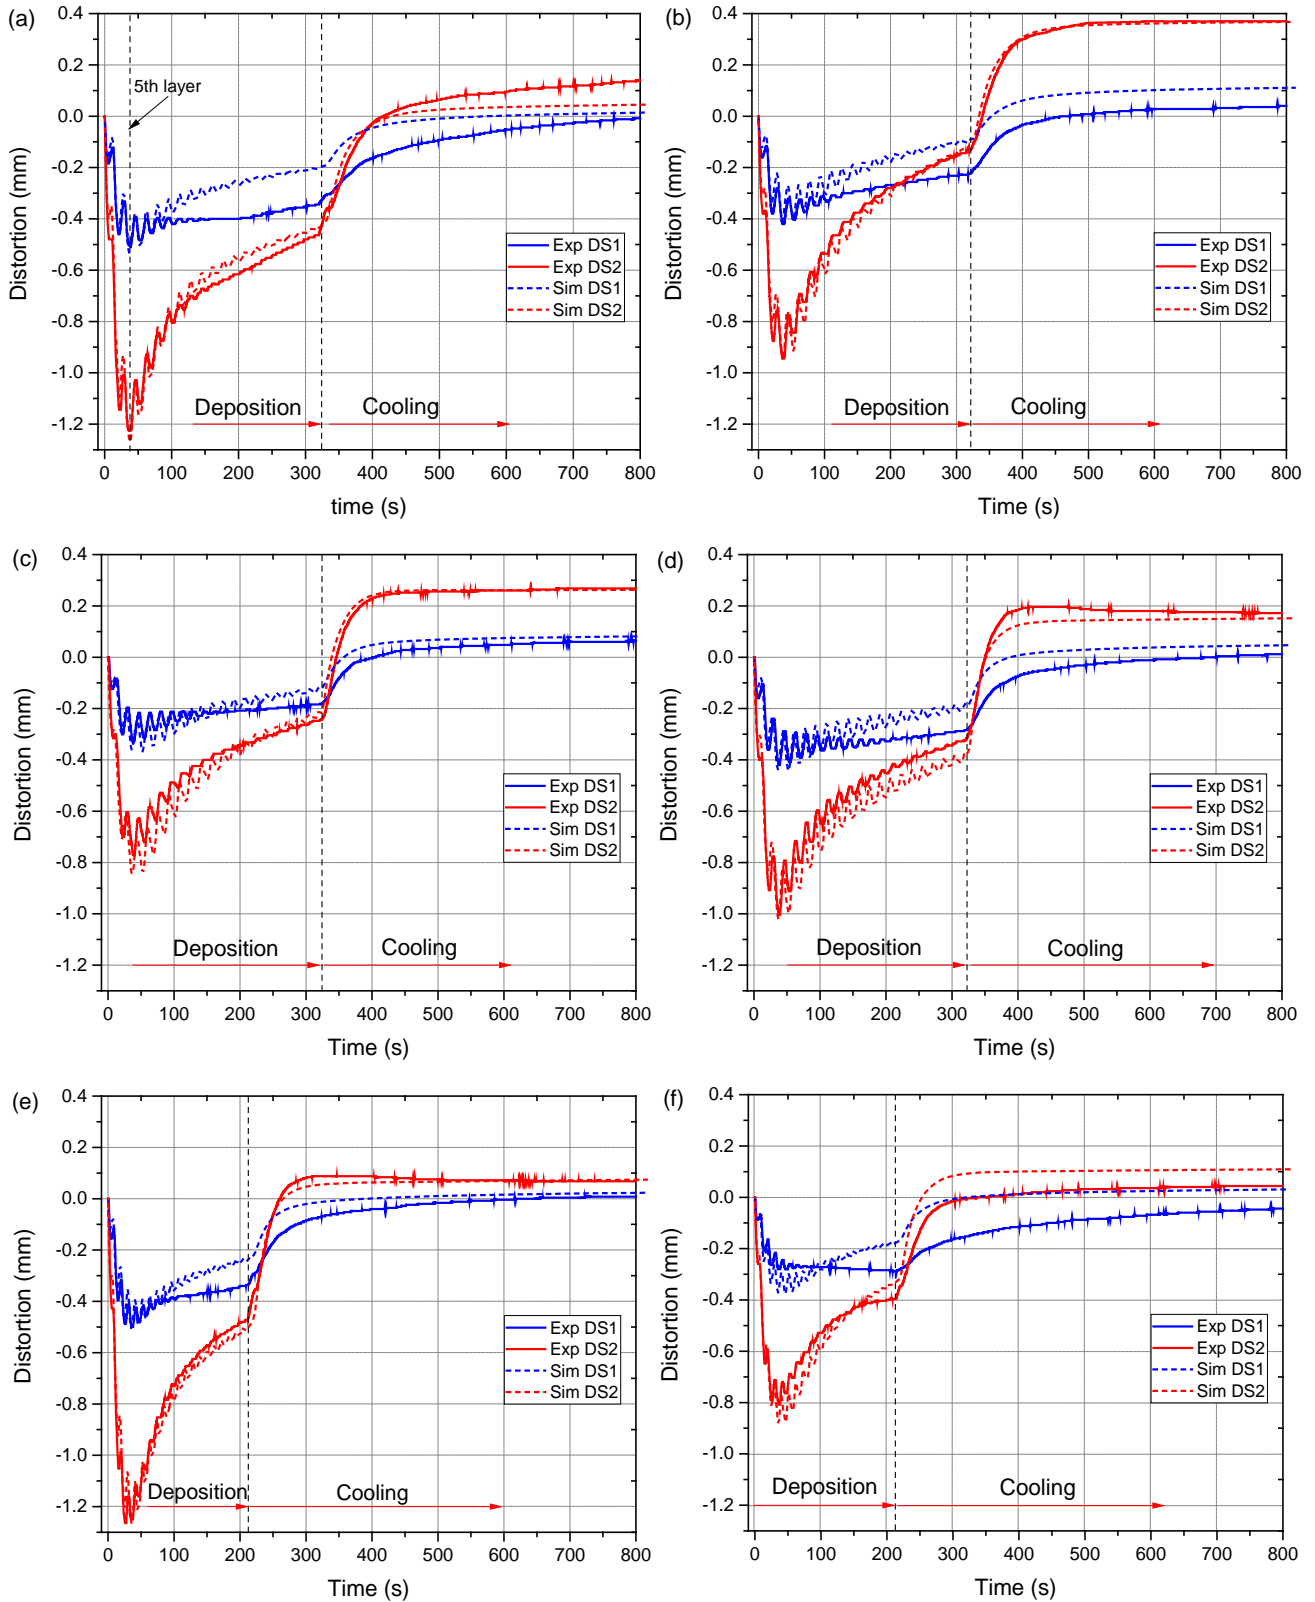 (a)
0.4
0.2
0.0
-0.2
-0.4
-0.6
-0.8
-1.0
-1.2
Distortion (mm)
5th layer
Exp DS1
Exp DS2
Sim DS1
Sim DS2
Deposition
Cooling
0 100 200 300 400 500 600 700 800
time (s)
(b)
0.4
0.2
0.0
-0.2
-0.4
-0.6
-0.8
-1.0
-1.2
Distortion (mm)
Exp DS1
Exp DS2
Sim DS1
Sim DS2
Deposition
Cooling
0 100 200 300 400 500 600 700 800
Time (s)
(c)
0.4
0.2
0.0
-0.2
-0.4
-0.6
-0.8
-1.0
-1.2
Distortion (mm)
Exp DS1
Exp DS2
Sim DS1
Sim DS2
Deposition
Cooling
0 100 200 300 400 500 600 700 800
Time (s)
(d)
0.4
0.2
0.0
-0.2
-0.4
-0.6
-0.8
-1.0
-1.2
Distortion (mm)
Exp DS1
Exp DS2
Sim DS1
Sim DS2
Deposition
Cooling
0 100 200 300 400 500 600 700 800
Time (s)
(e)
0.4
0.2
0.0
-0.2
-0.4
-0.6
-0.8
-1.0
-1.2
Distortion (mm)
Exp DS1
Exp DS2
Sim DS1
Sim DS2
Deposition
Cooling
0 100 200 300 400 500 600 700 800
Time (s)
(f)
0.4
0.2
0.0
-0.2
-0.4
-0.6
-0.8
-1.0
-1.2
Distortion (mm)
Exp DS1
Exp DS2
Sim DS1
Sim DS2
Deposition
Cooling
0 100 200 300 400 500 600 700 800
Time (s)